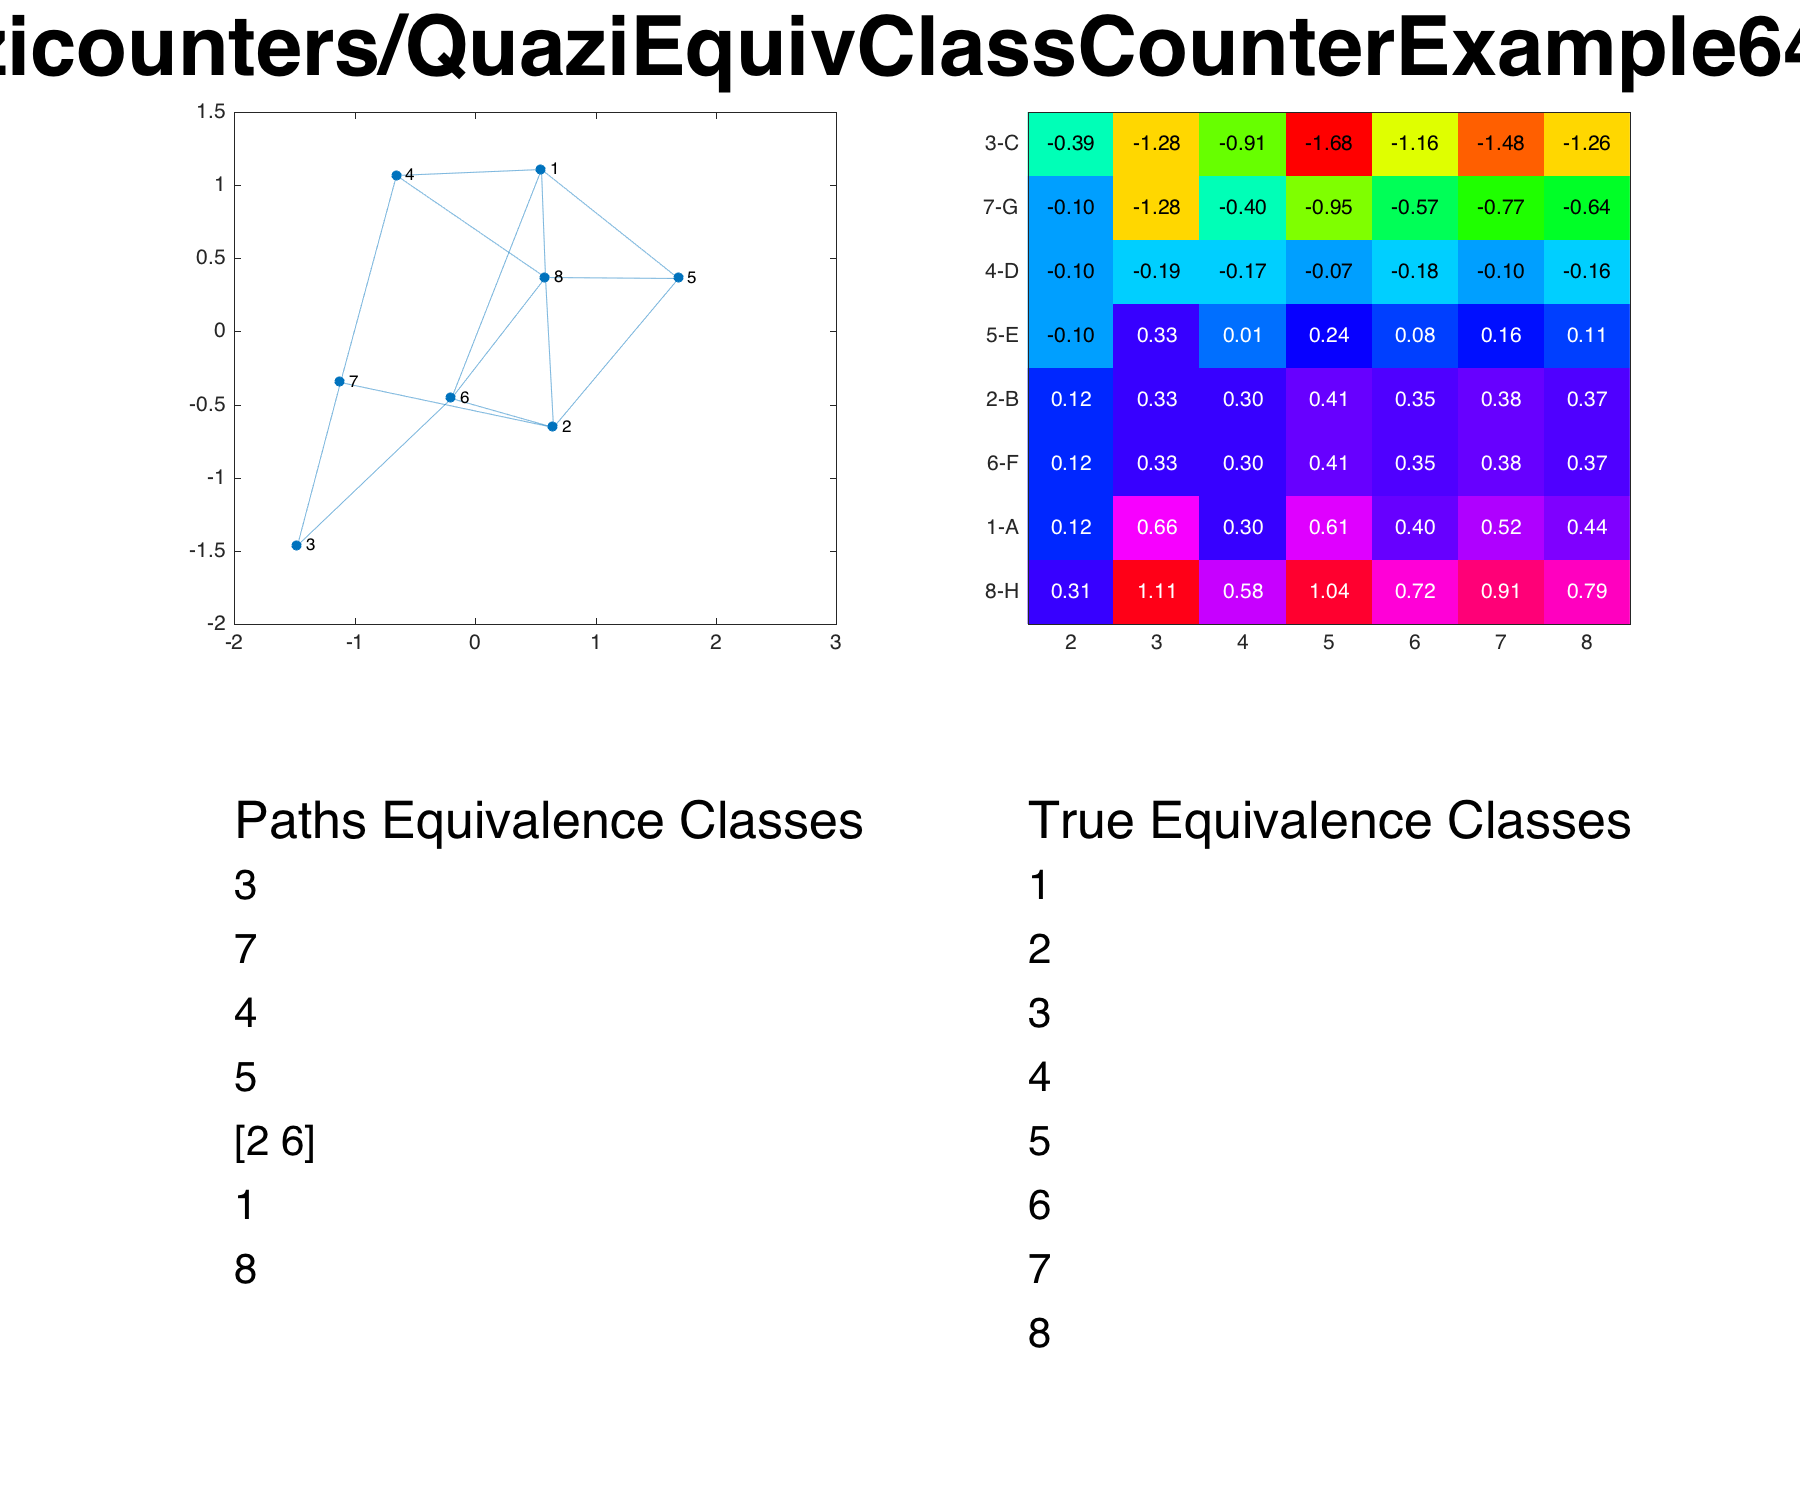 zicounters/QuaziEquivClassCounterExample64
1.5
1
0.5
0
-0.5
-1
-1.5
-2
-2 -1 0 1 2 3
4
1
8
5
7
6
2
3
3-C -0.39 -1.28 -0.91 -1.68 -1.16 -1.48 -1.26
7-G -0.10 -1.28 -0.40 -0.95 -0.57 -0.77 -0.64
4-D -0.10 -0.19 -0.17 -0.07 -0.18 -0.10 -0.16
5-E -0.10 0.33 0.01 0.24 0.08 0.16 0.11
2-B 0.12 0.33 0.30 0.41 0.35 0.38 0.37
6-F 0.12 0.33 0.30 0.41 0.35 0.38 0.37
1-A 0.12 0.66 0.30 0.61 0.40 0.52 0.44
8-H 0.31 1.11 0.58 1.04 0.72 0.91 0.79
2 3 4 5 6 7 8
Paths Equivalence Classes
3
7
4
5
[2 6]
1
8
True Equivalence Classes
1
2
3
4
5
6
7
8